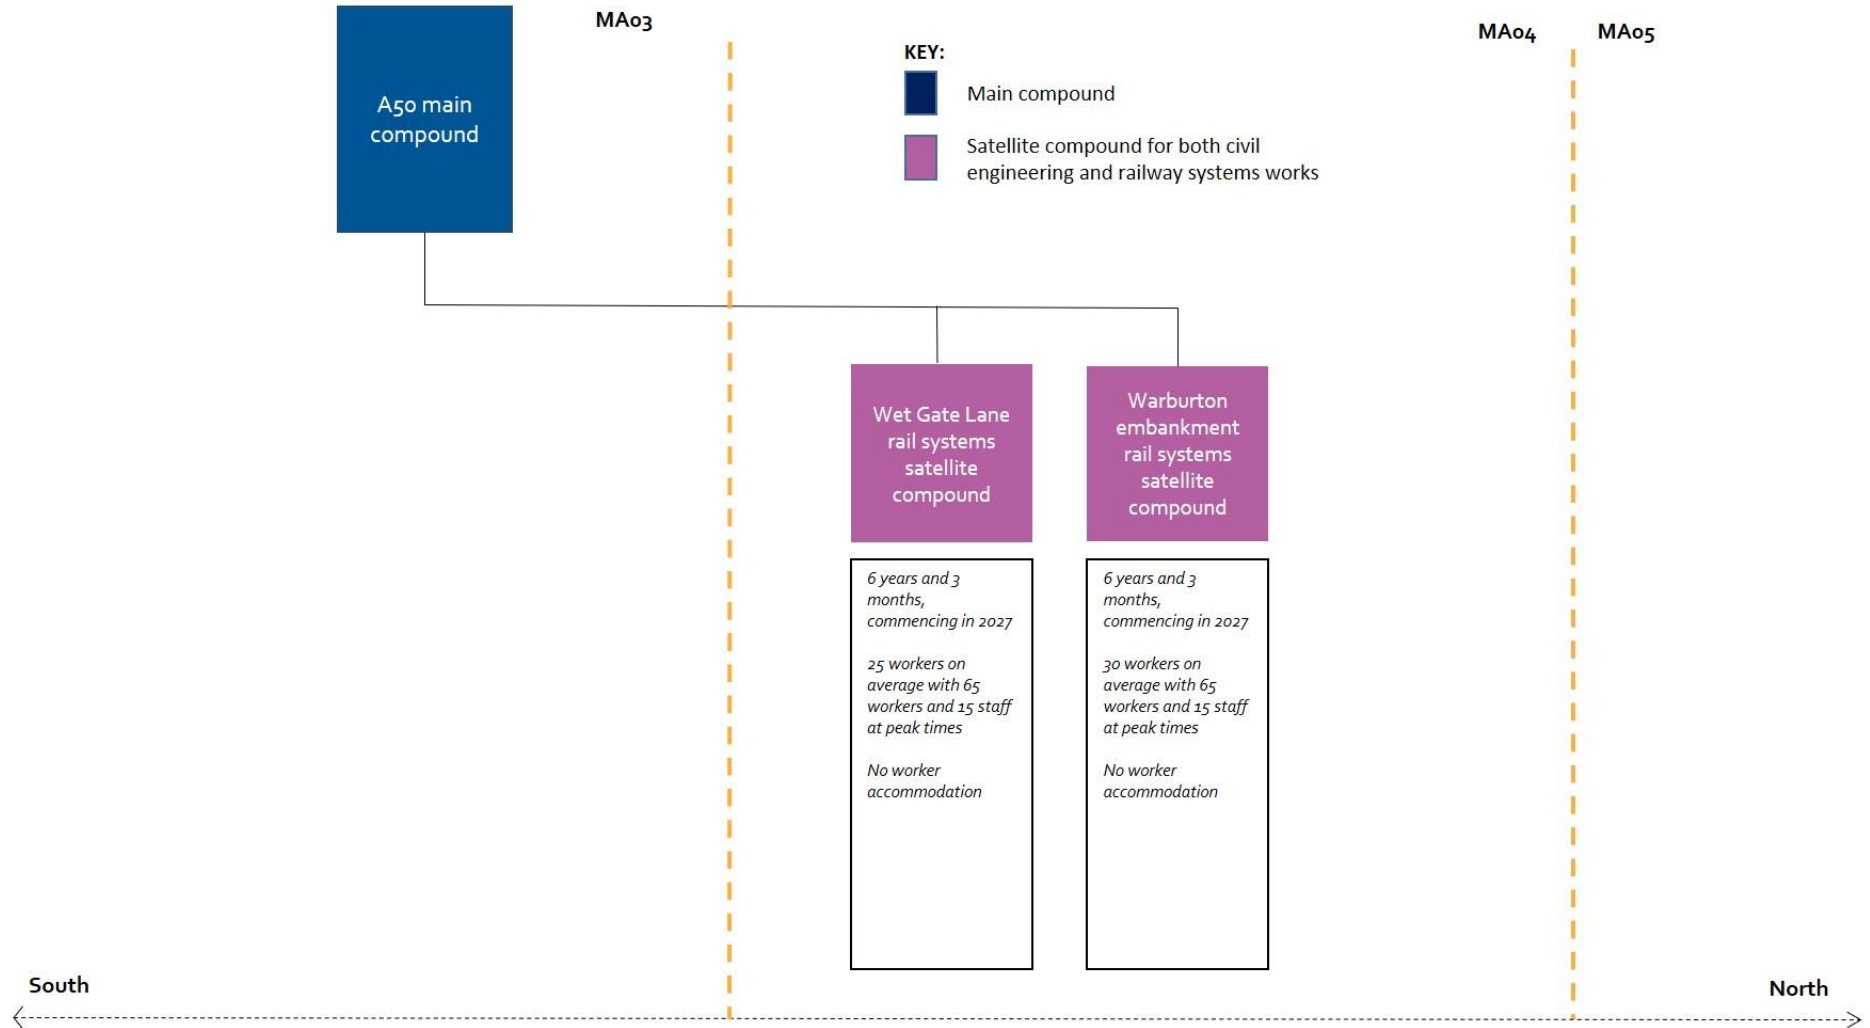 MA03
MA04
MA05
A50 main
compound
KEY:
Main compound
Satellite compound for both civil
engineering and railway systems works
Wet Gate Lane
rail systems
satellite
compound
Warburton
embankment
rail systems
satellite
compound
6 years and 3
months,
commencing in 2027
25 workers on
average with 65
workers and 15 staff
at peak times
No worker
accommodation
6 years and 3
months,
commencing in 2027
30 workers on
average with 65
workers and 15 staff
at peak times
No worker
accommodation
South
North